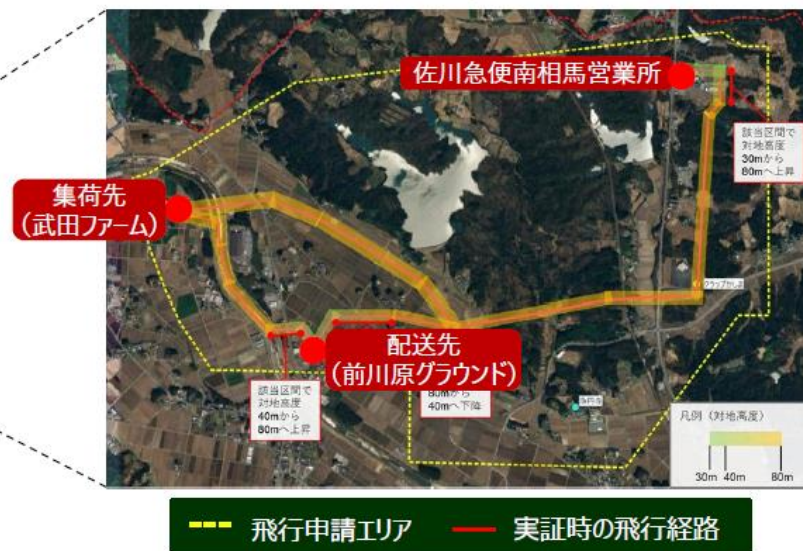 佐川急便南相馬営業所
該当区間で
対地高度
30mから
80mへ上昇
集荷先
(武田ファーム)
配送先
(前川原グラウンド)
該当区間で
対地高度
40mから
80mへ上昇
80mから
40mへ下降
凡例(対地高度)
30m 40m 80m
飛行申請エリア
実証時の飛行経路